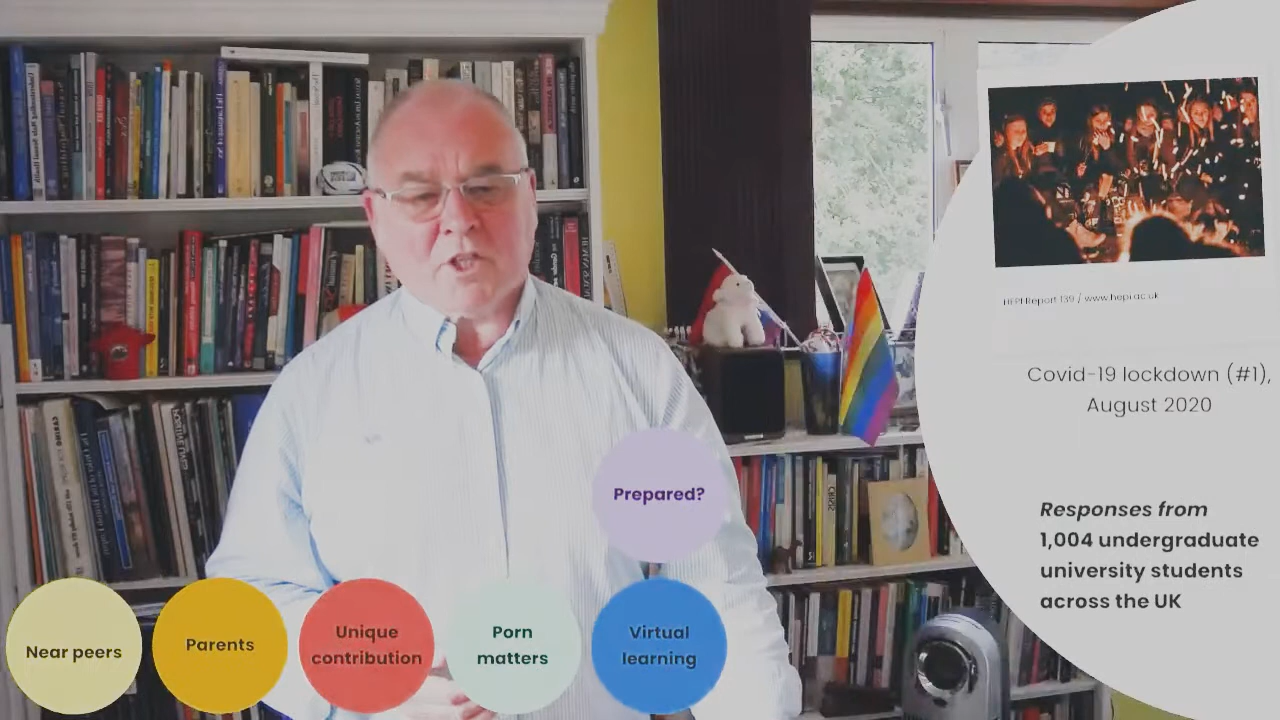 HEPI Report 139 / www.hepi.ac.uk
Covid-19 lockdown (#1),
August 2020
Responses from
1,004 undergraduate
university students
across the UK
Prepared?
Near peers
Parents
Unique
contribution
Porn
matters
Virtual
learning